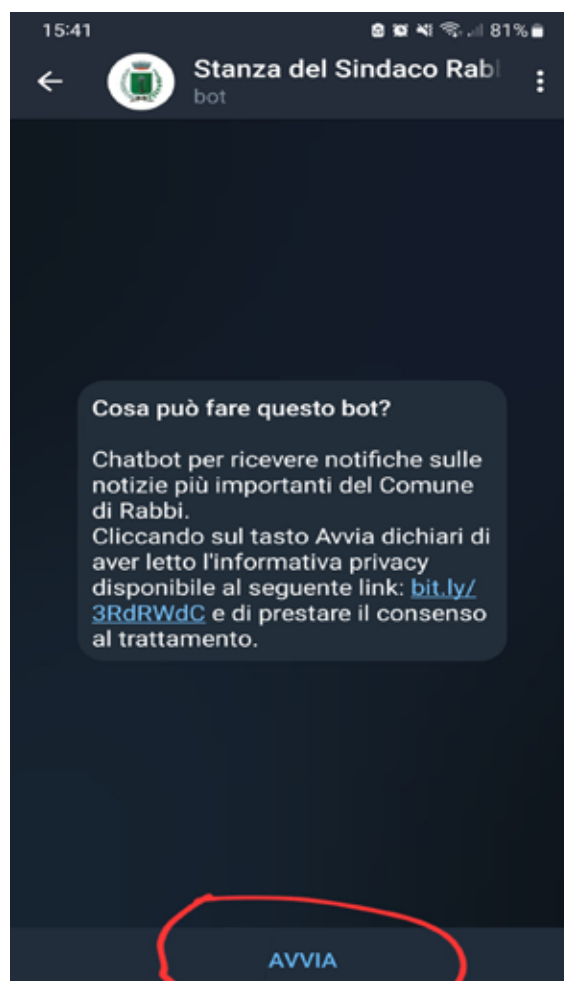 15:41
81%
Stanza del Sindaco Rab
bot
Cosa può fare questo bot?
Chatbot per ricevere notifiche sulle
notizie più importanti del Comune
di Rabbi.
Cliccando sul tasto Avvia dichiari di
aver letto l'informativa privacy
disponibile al seguente link: bit.ly/
3RdRWdC e di prestare il consenso
al trattamento.
AVVIA